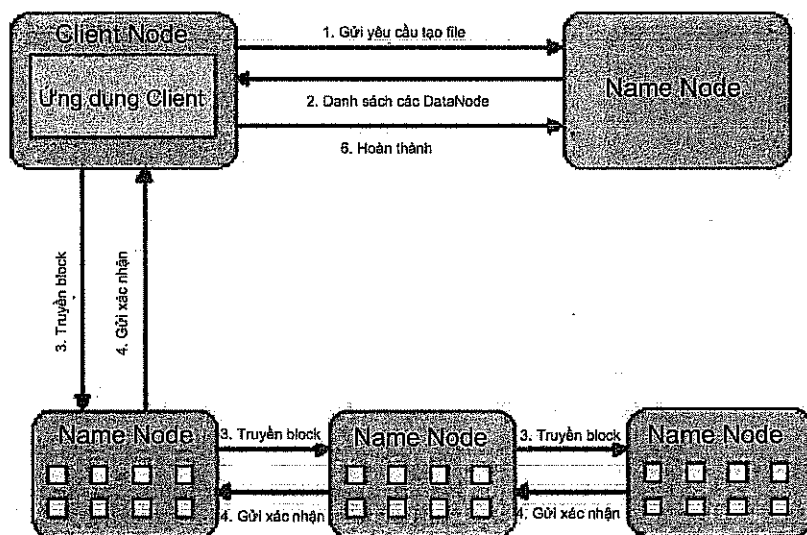 Client Node
Ứng dụng Client
1. Gửi yêu cầu tạo file
2. Danh sách các DataNode
6. Hoàn thành
Name Node
3. Truyền block
4. Gửi xác nhận
Name Node
3. Truyền block
4. Gửi xác nhận
Name Node
3. Truyền block
4. Gửi xác nhận
Name Node